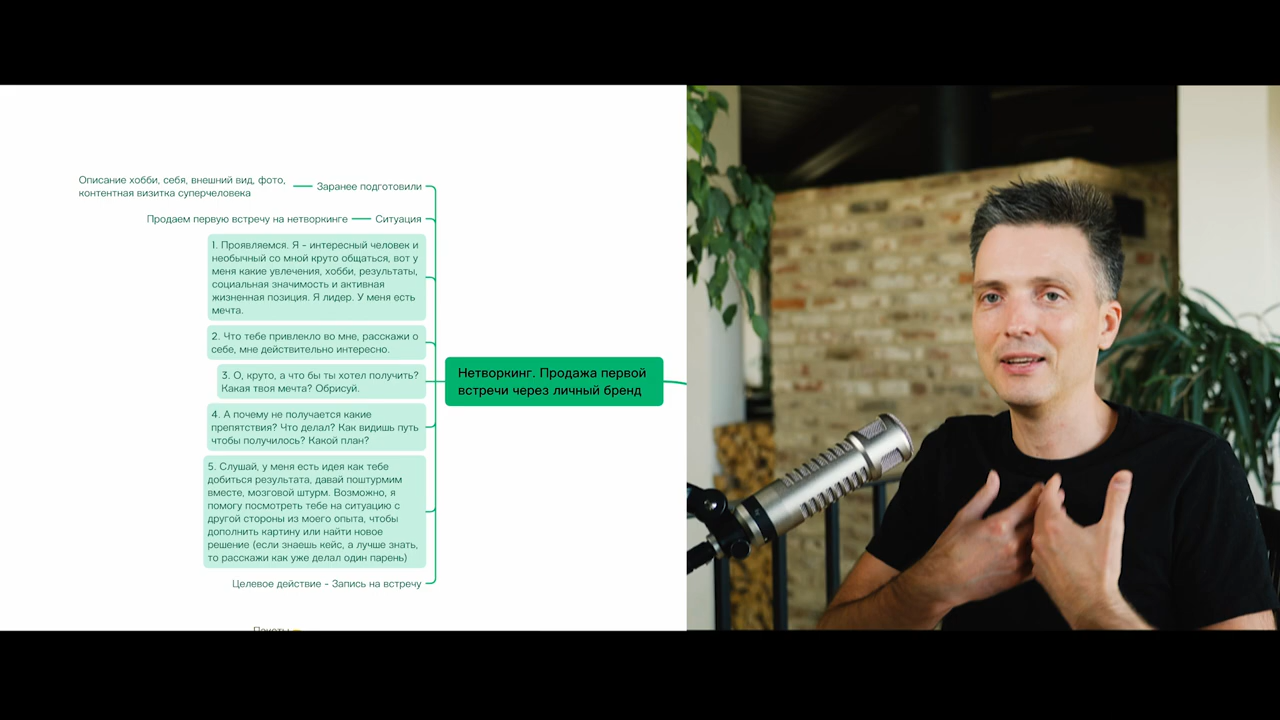 Описание хобби, себя, внешний вид, фото,
контентная визитка суперчеловека
Заранее подготовили
Продаем первую встречу на нетворкинге
Ситуация
1. Проявляемся. Я - интересный человек и
необычный со мной круто общаться, вот у
меня какие увлечения, хобби, результаты,
социальная значимость и активная
жизненная позиция. Я лидер. У меня есть
мечта.
2. Что тебе привлекло во мне, расскажи о
себе, мне действительно интересно.
3. О, круто, а что бы ты хотел получить?
Какая твоя мечта? Обрисуй.
4. А почему не получается какие
препятствия? Что делал? Как видишь путь
чтобы получилось? Какой план?
5. Слушай, у меня есть идея как тебе
добиться результата, давай поштурмим
вместе, мозговой штурм. Возможно, я
помогу посмотреть тебе на ситуацию с
другой стороны из моего опыта, чтобы
дополнить картину или найти новое
решение (если знаешь кейс, а лучше знать,
то расскажи как уже делал один парень)
Целевое действие - Запись на встречу
Нетворкинг. Продажа первой
встречи через личный бренд